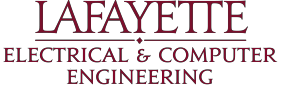 LAFAYETTE
ELECTRICAL & COMPUTER
ENGINEERING